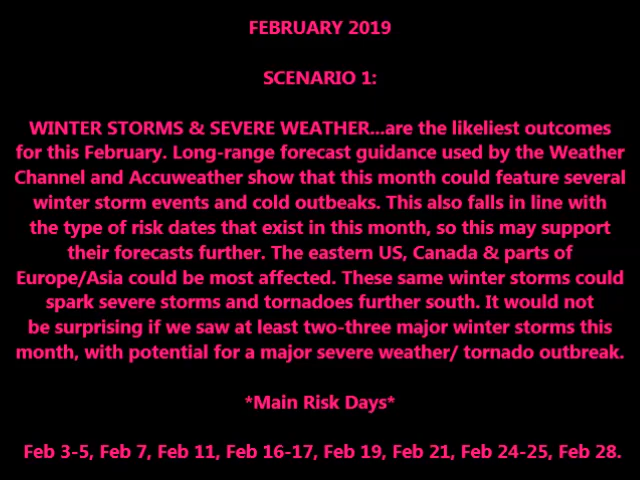 FEBRUARY 2019
SCENARIO 1:
WINTER STORMS & SEVERE WEATHER...are the likeliest outcomes
for this February. Long-range forecast guidance used by the Weather
Channel and Accuweather show that this month could feature several
winter storm events and cold outbeaks. This also falls in line with
the type of risk dates that exist in this month, so this may support
their forecasts further. The eastern US, Canada & parts of
Europe/Asia could be most affected. These same winter storms could
spark severe storms and tornadoes further south. It would not
be surprising if we saw at least two-three major winter storms this
month, with potential for a major severe weather/ tornado outbreak.
*Main Risk Days*
Feb 3-5, Feb 7, Feb 11, Feb 16-17, Feb 19, Feb 21, Feb 24-25, Feb 28.